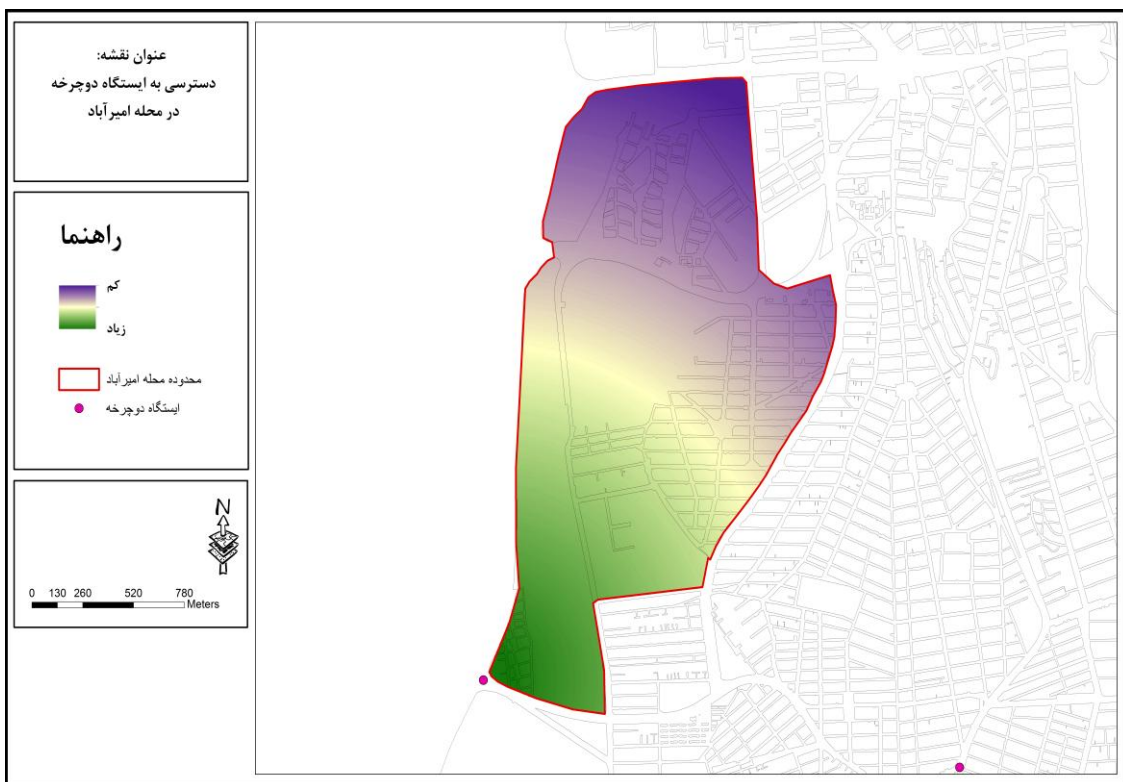 عنوان نقشه:
دسترسی به ایستگاه دوچرخه
در محله امیرآباد
راهنما
کم
زیاد
محدوده محله امیرآباد
ایستگاه دوچرخه
N
0 130 260 520 780
Meters